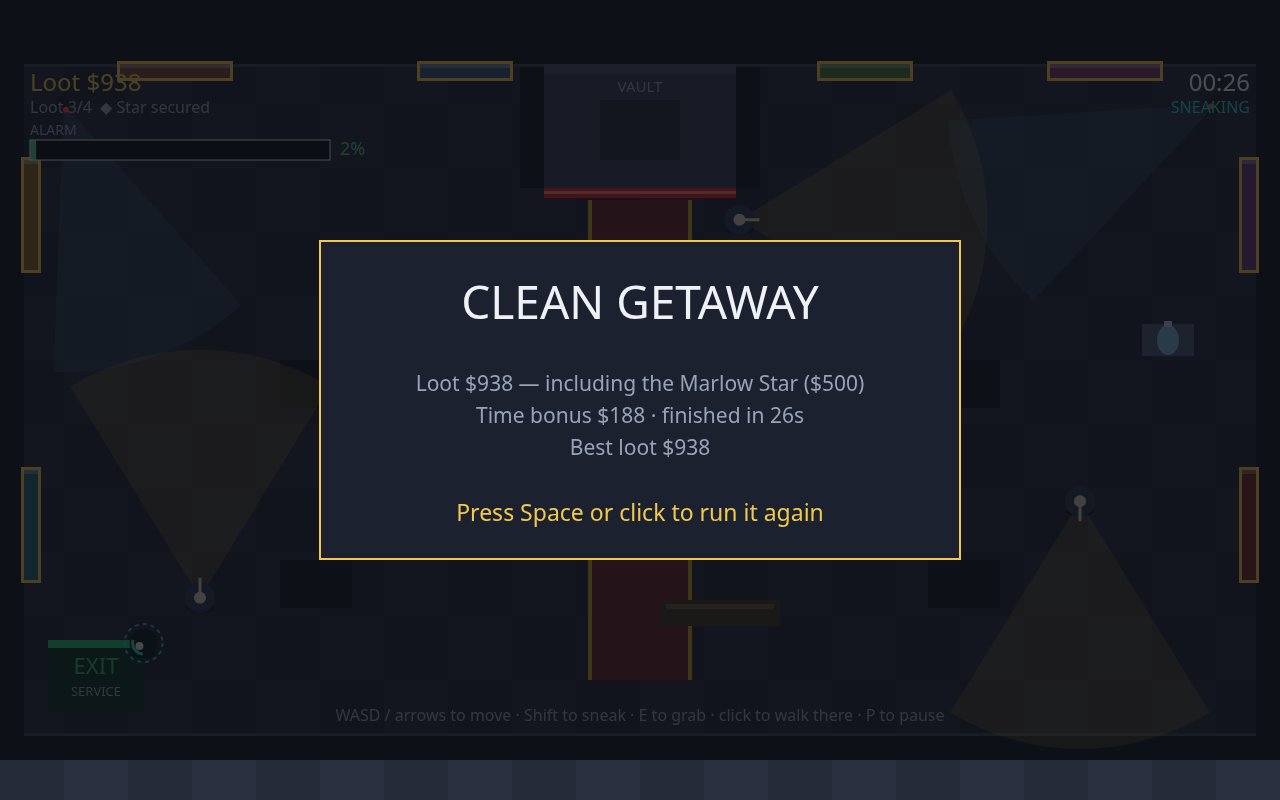 Loot $938
00:26
Loot 3/4 ◆ Star secured
SNEAKING
ALARM
2%
VAULT
CLEAN GETAWAY
Loot $938 — including the Marlow Star ($500)
Time bonus $188 · finished in 26s
Best loot $938
Press Space or click to run it again
EXIT
SERVICE
WASD / arrows to move · Shift to sneak · E to grab · click to walk there · P to pause